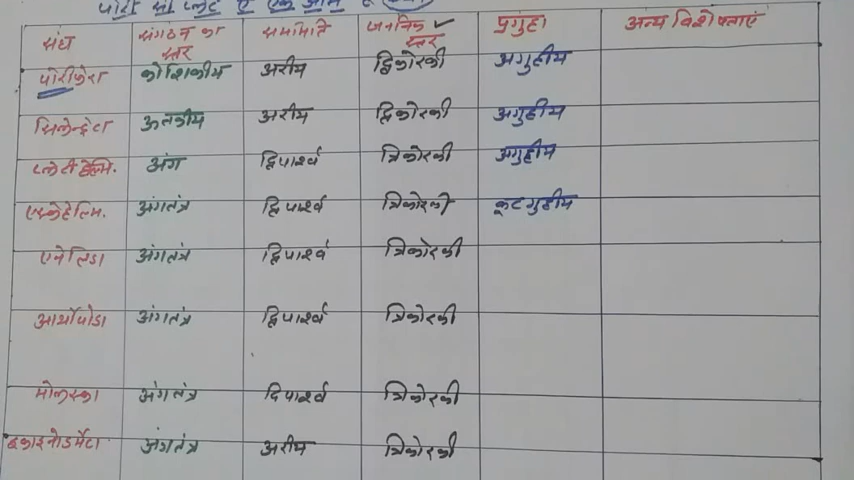 संघ संगठन का स्तर सममिति जननिक स्तर प्रगुहा अन्य विशेषताएं
पोरीफेरा कोशिकीय अरीय द्विकोरकी अगुहीय
सिलेन्ट्रेटा ऊतकीय अरीय द्विकोरकी अगुहीय
प्लेटीहेल्मि. अंग द्विपार्श्व त्रिकोरकी अगुहीय
एस्केहेल्मि. अंगतंत्र द्विपार्श्व त्रिकोरकी कूटगुहीय
एनेलिडा अंगतंत्र द्विपार्श्व त्रिकोरकी
आर्थोपोडा अंगतंत्र द्विपार्श्व त्रिकोरकी
मोलस्का अंगतंत्र दिपार्श्व त्रिकोरकी
इकाइनोडर्मेटा अंगतंत्र अरीय त्रिकोरकी